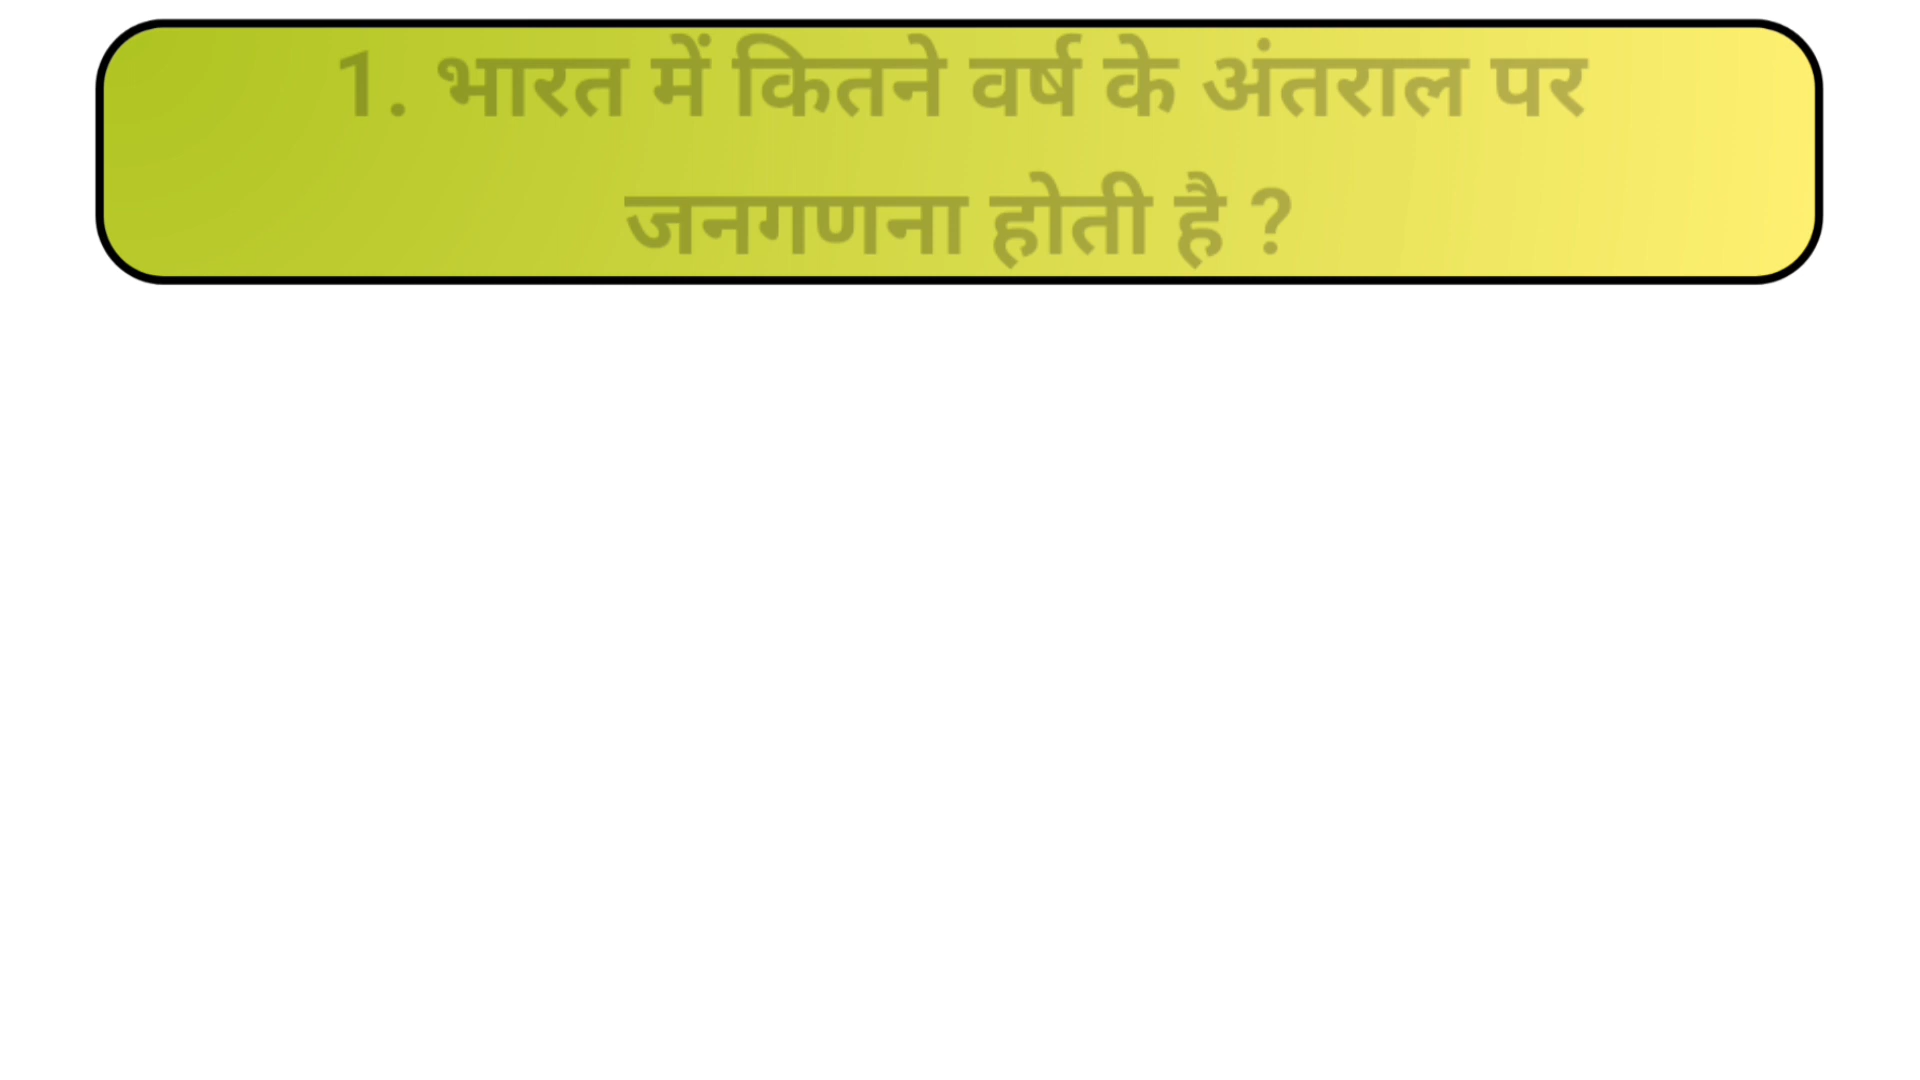 1. भारत में कितने वर्ष के अंतराल पर
जनगणना होती है ?